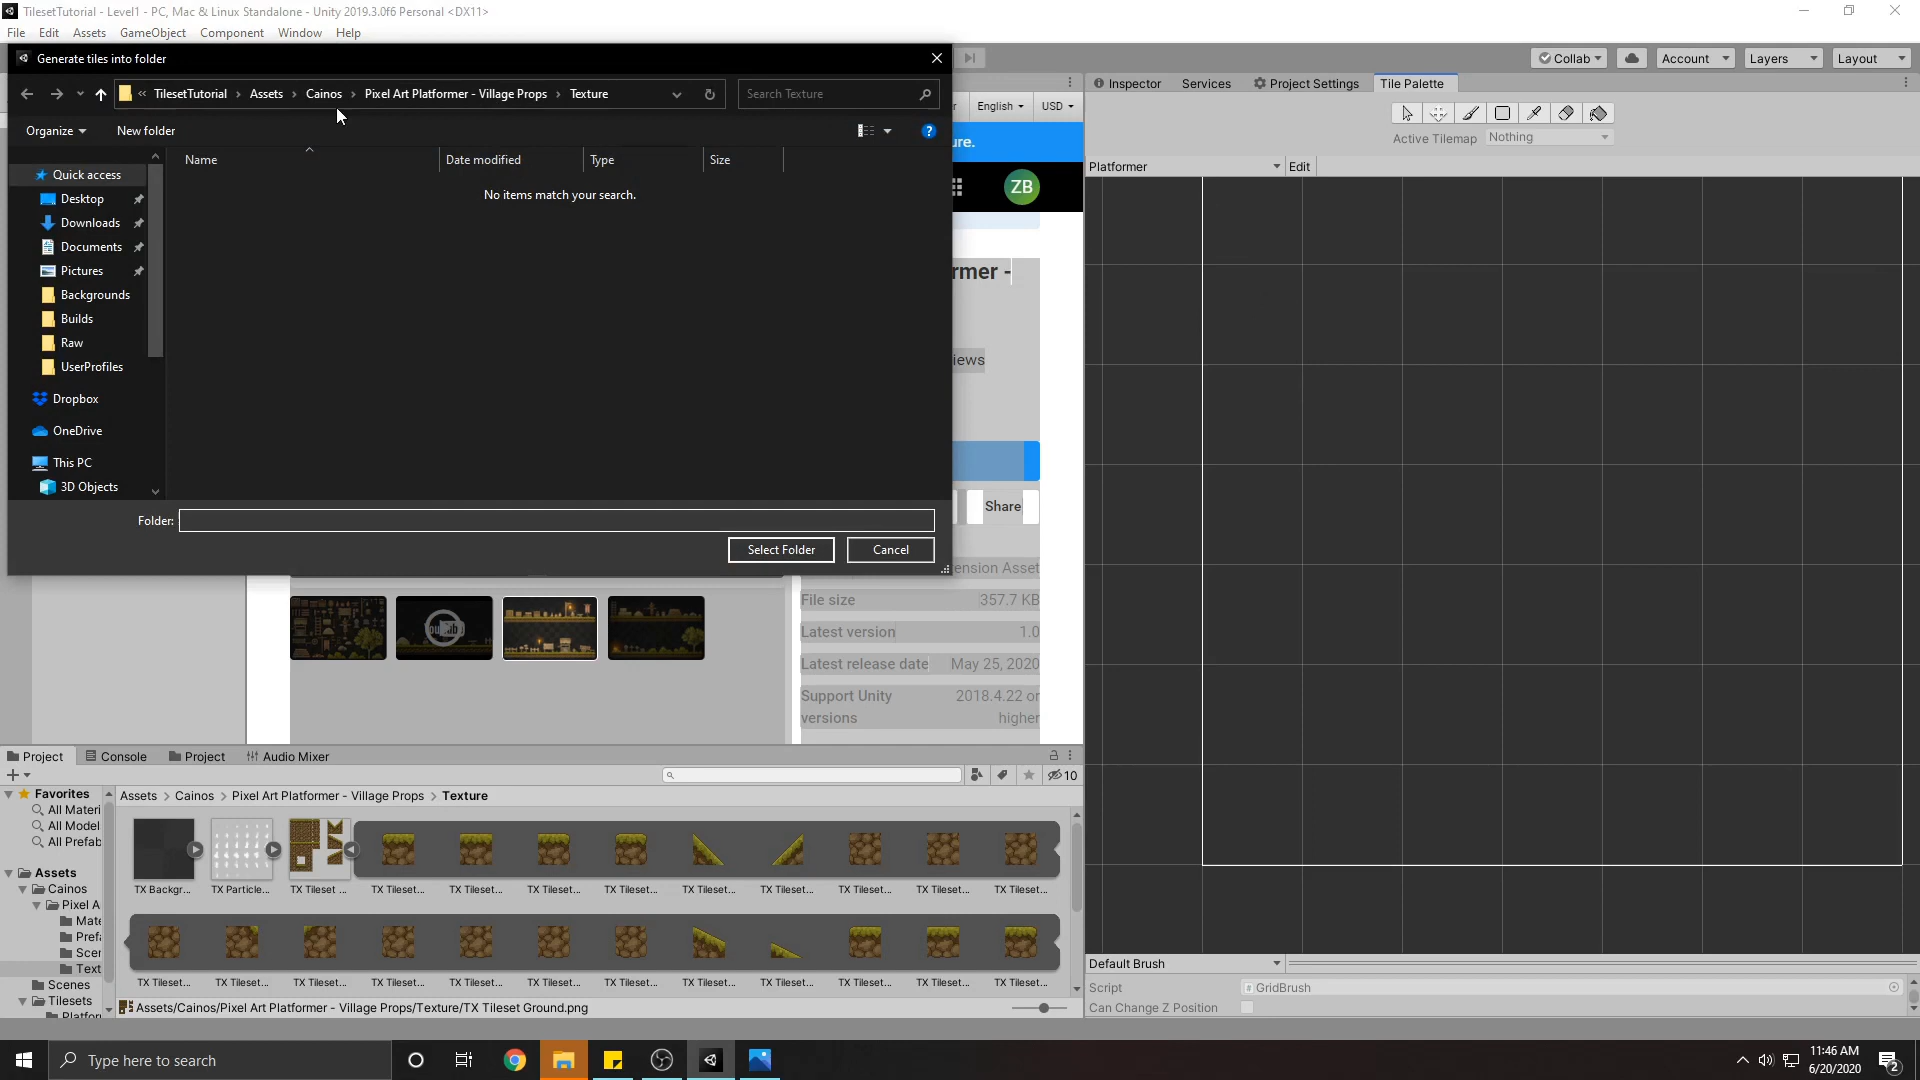 TilesetTutorial - Level1 - PC, Mac & Linux Standalone - Unity 2019.3.0f6 Personal <DX11>
File Edit Assets GameObject Component Window Help
Generate tiles into folder
Collab Account Layers Layout
« TilesetTutorial › Assets › Cainos › Pixel Art Platformer - Village Props › Texture
Search Texture
Inspector Services Project Settings Tile Palette
English USD
Organize New folder
Active Tilemap Nothing
ure.
Name Date modified Type Size
Platformer Edit
No items match your search.
Quick access
Desktop
Downloads
Documents
Pictures
Backgrounds
Builds
Raw
UserProfiles
Dropbox
OneDrive
This PC
3D Objects
ZB
rmer -
iews
Share
Folder:
Select Folder Cancel
ension Asset
File size 357.7 KB
Latest version 1.0
Latest release date May 25, 2020
Support Unity 2018.4.22 or
versions higher
Project Console Project Audio Mixer
10
Favorites
All Materi
All Model
All Prefab
Assets
Cainos
Pixel A
Mate
Prefa
Scer
Text
Scenes
Tilesets
Platfor
Assets > Cainos > Pixel Art Platformer - Village Props > Texture
TX Backgr... TX Particle... TX Tileset ... TX Tileset... TX Tileset... TX Tileset... TX Tileset... TX Tileset... TX Tileset... TX Tileset... TX Tileset... TX Tileset...
TX Tileset... TX Tileset... TX Tileset... TX Tileset... TX Tileset... TX Tileset... TX Tileset... TX Tileset... TX Tileset... TX Tileset... TX Tileset... TX Tileset...
Assets/Cainos/Pixel Art Platformer - Village Props/Texture/TX Tileset Ground.png
Default Brush
Script GridBrush
Can Change Z Position
Type here to search
11:46 AM
6/20/2020
2